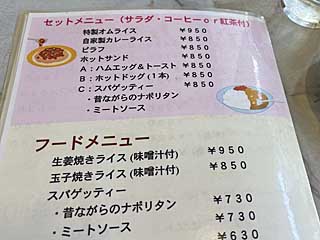 セットメニュー（サラダ・コーヒーor紅茶付）
特製オムライス ￥950
自家製カレーライス ￥850
ピラフ ￥850
ホットサンド ￥850
A：ハムエッグ＆トースト ￥850
B：ホットドッグ（1本） ￥850
C：スパゲッティー ￥850
・昔ながらのナポリタン
・ミートソース
フードメニュー
生姜焼きライス（味噌汁付） ￥950
玉子焼きライス（味噌汁付） ￥850
スパゲッティー
・昔ながらのナポリタン ￥730
・ミートソース ￥730
￥630